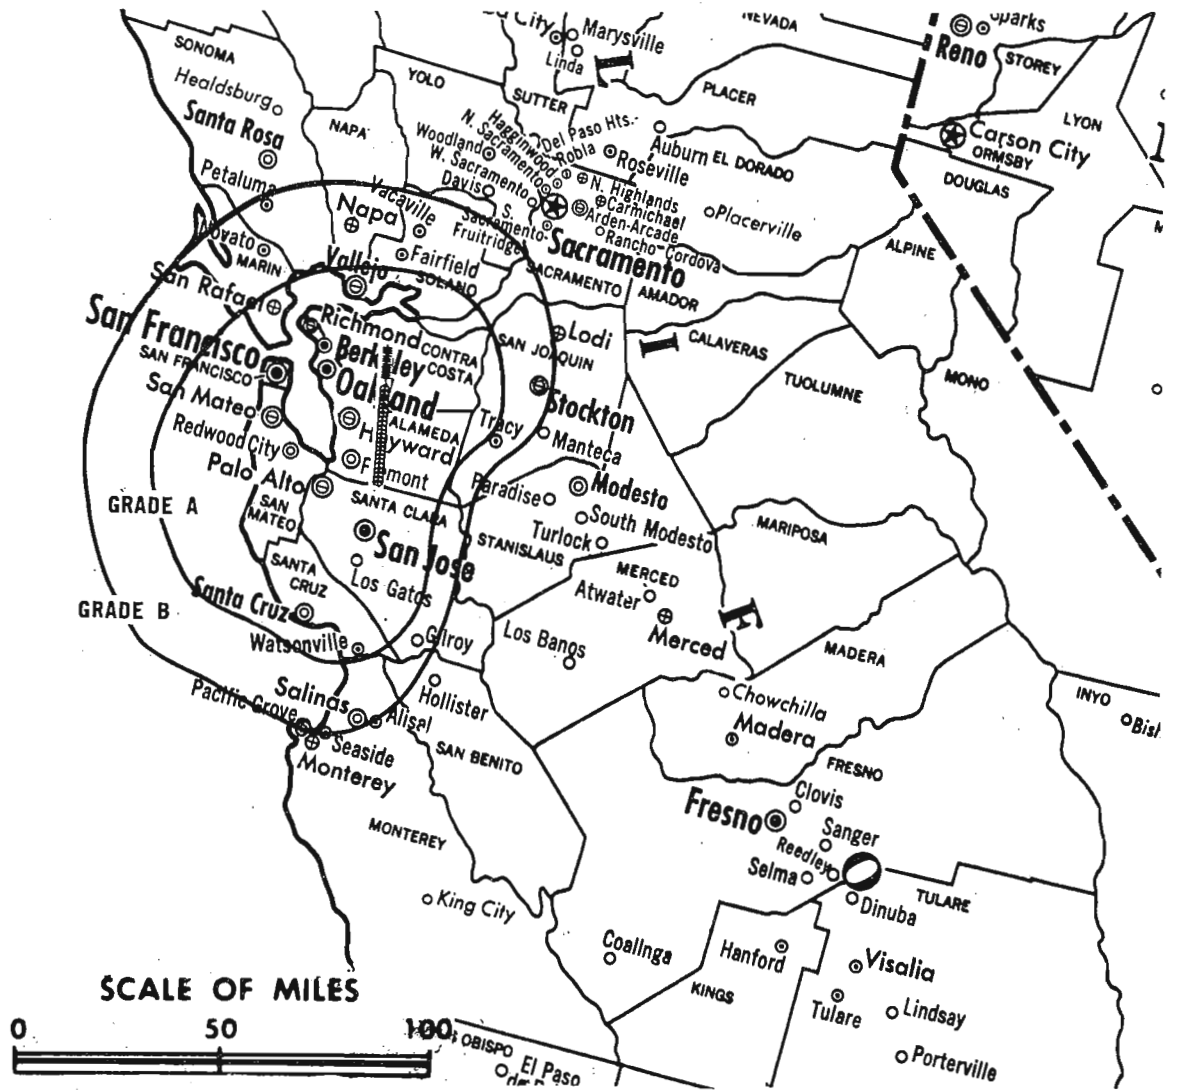 Marysville
Linda
NEVADA
Sparks
Reno
STOREY
LYON
Carson City
ORMSBY
DOUGLAS
SONOMA
Healdsburg
Santa Rosa
YOLO
SUTTER
PLACER
NAPA
Hagginwood
N. Sacramento
Del Paso Hts.
Robla
Woodland
W. Sacramento
Davis
Auburn
EL DORADO
Roseville
N. Highlands
Carmichael
Arden-Arcade
Rancho Cordova
Placerville
Petaluma
Vacaville
Napa
S.
Sacramento
Fruitridge
Sacramento
ALPINE
Novato
MARIN
Fairfield
Vallejo
SOLANO
SACRAMENTO
AMADOR
San Rafael
San Francisco
SAN FRANCISCO
Richmond
CONTRA
COSTA
Berkeley
Oakland
SAN JOAQUIN
Lodi
CALAVERAS
TUOLUMNE
MONO
San Mateo
Redwood City
Palo Alto
ALAMEDA
Hayward
Fremont
Tracy
Stockton
Manteca
GRADE A
SAN
MATEO
SANTA CLARA
Paradise
Modesto
South Modesto
Turlock
MARIPOSA
San Jose
STANISLAUS
SANTA
CRUZ
Los Gatos
MERCED
Atwater
Merced
GRADE B
Santa Cruz
Watsonville
Gilroy
Los Banos
MADERA
Chowchilla
Madera
INYO
Pacific Grove
Salinas
Alisal
Hollister
SAN BENITO
Seaside
Monterey
FRESNO
Clovis
Fresno
Sanger
Reedley
Selma
Dinuba
TULARE
MONTEREY
King City
Coalinga
Hanford
KINGS
Visalia
Tulare
Lindsay
Porterville
SCALE OF MILES
0 50 100
OBISPO
El Paso